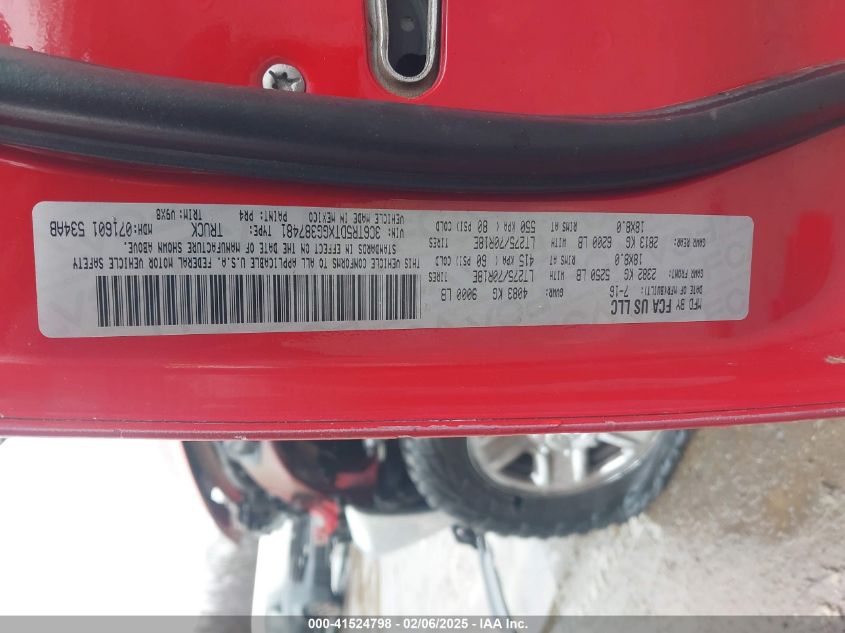 MFD BY FCA US LLC
DATE OF MFR(BUILT): 7-16 GVWR: 4083 KG 9000 LB
GAWR FRONT: 2382 KG 5250 LB LT275/70R18E TIRES
18X8.0 RIMS AT 415 KPA ( 60 PSI) COLD
GAWR REAR: 2813 KG 6200 LB LT275/70R18E TIRES
18X8.0 RIMS AT 550 KPA ( 80 PSI) COLD
THIS VEHICLE CONFORMS TO ALL APPLICABLE U.S.A. FEDERAL MOTOR VEHICLE SAFETY
STANDARDS IN EFFECT ON THE DATE OF MANUFACTURE SHOWN ABOVE.
VIN: 3C6TR5DTXGG387481 TYPE: TRUCK MDH:071601 534AB
VEHICLE MADE IN MEXICO PAINT: PR4 TRIM: V9X8
000-41524798 - 02/06/2025 - IAA Inc.